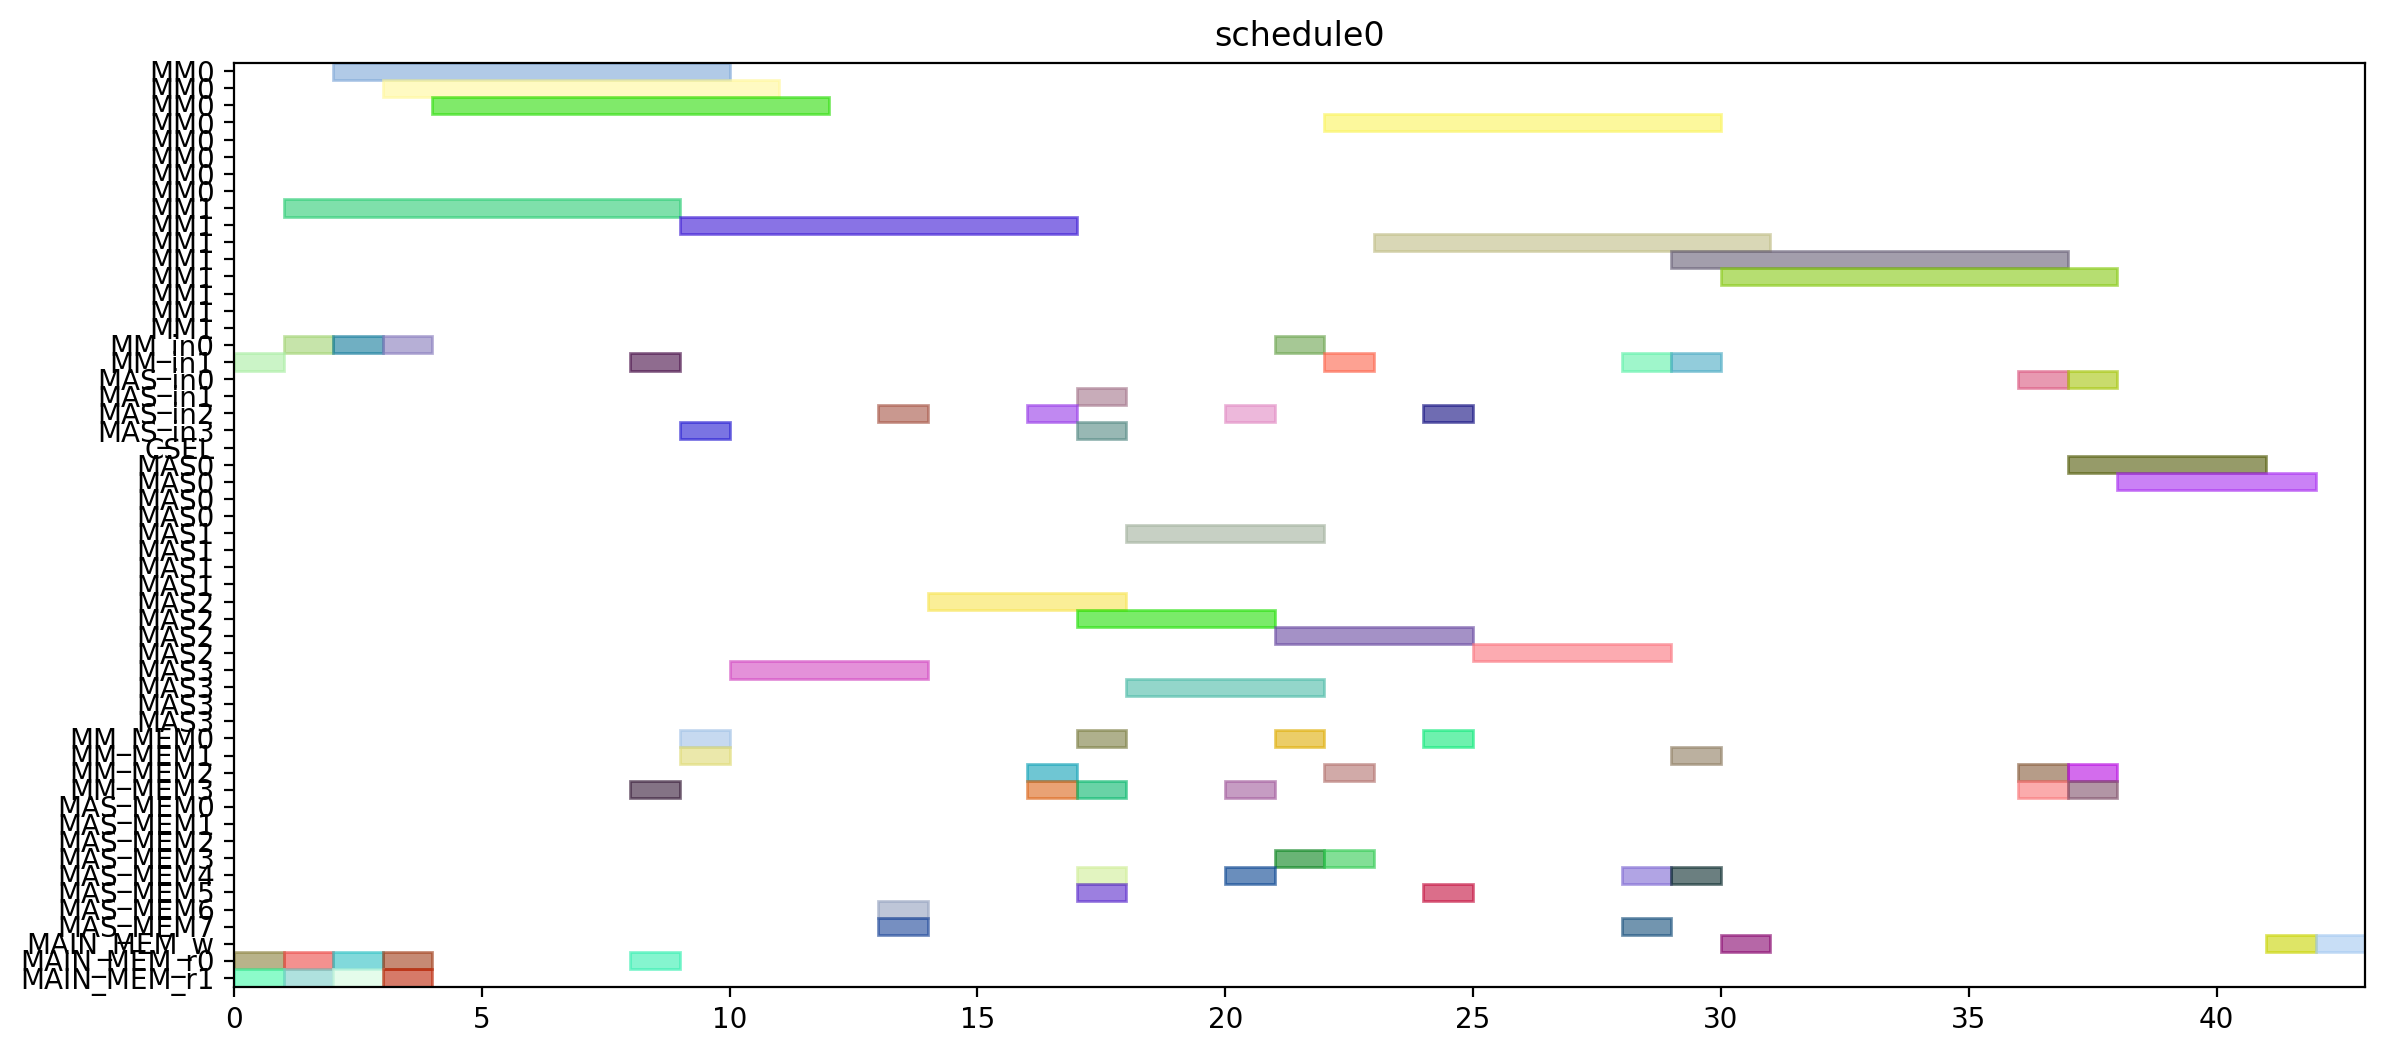 schedule0
MM0
MM0
MM0
MM0
MM0
MM0
MM0
MM0
MM1
MM1
MM1
MM1
MM1
MM1
MM1
MM1
MM_in0
MM_in1
MAS_in0
MAS_in1
MAS_in2
MAS_in3
CSEL
MAS0
MAS0
MAS0
MAS0
MAS1
MAS1
MAS1
MAS1
MAS2
MAS2
MAS2
MAS2
MAS3
MAS3
MAS3
MAS3
MM_MEM0
MM_MEM1
MM_MEM2
MM_MEM3
MAS_MEM0
MAS_MEM1
MAS_MEM2
MAS_MEM3
MAS_MEM4
MAS_MEM5
MAS_MEM6
MAS_MEM7
MAIN_MEM_w
MAIN_MEM_r0
MAIN_MEM_r1
0 5 10 15 20 25 30 35 40